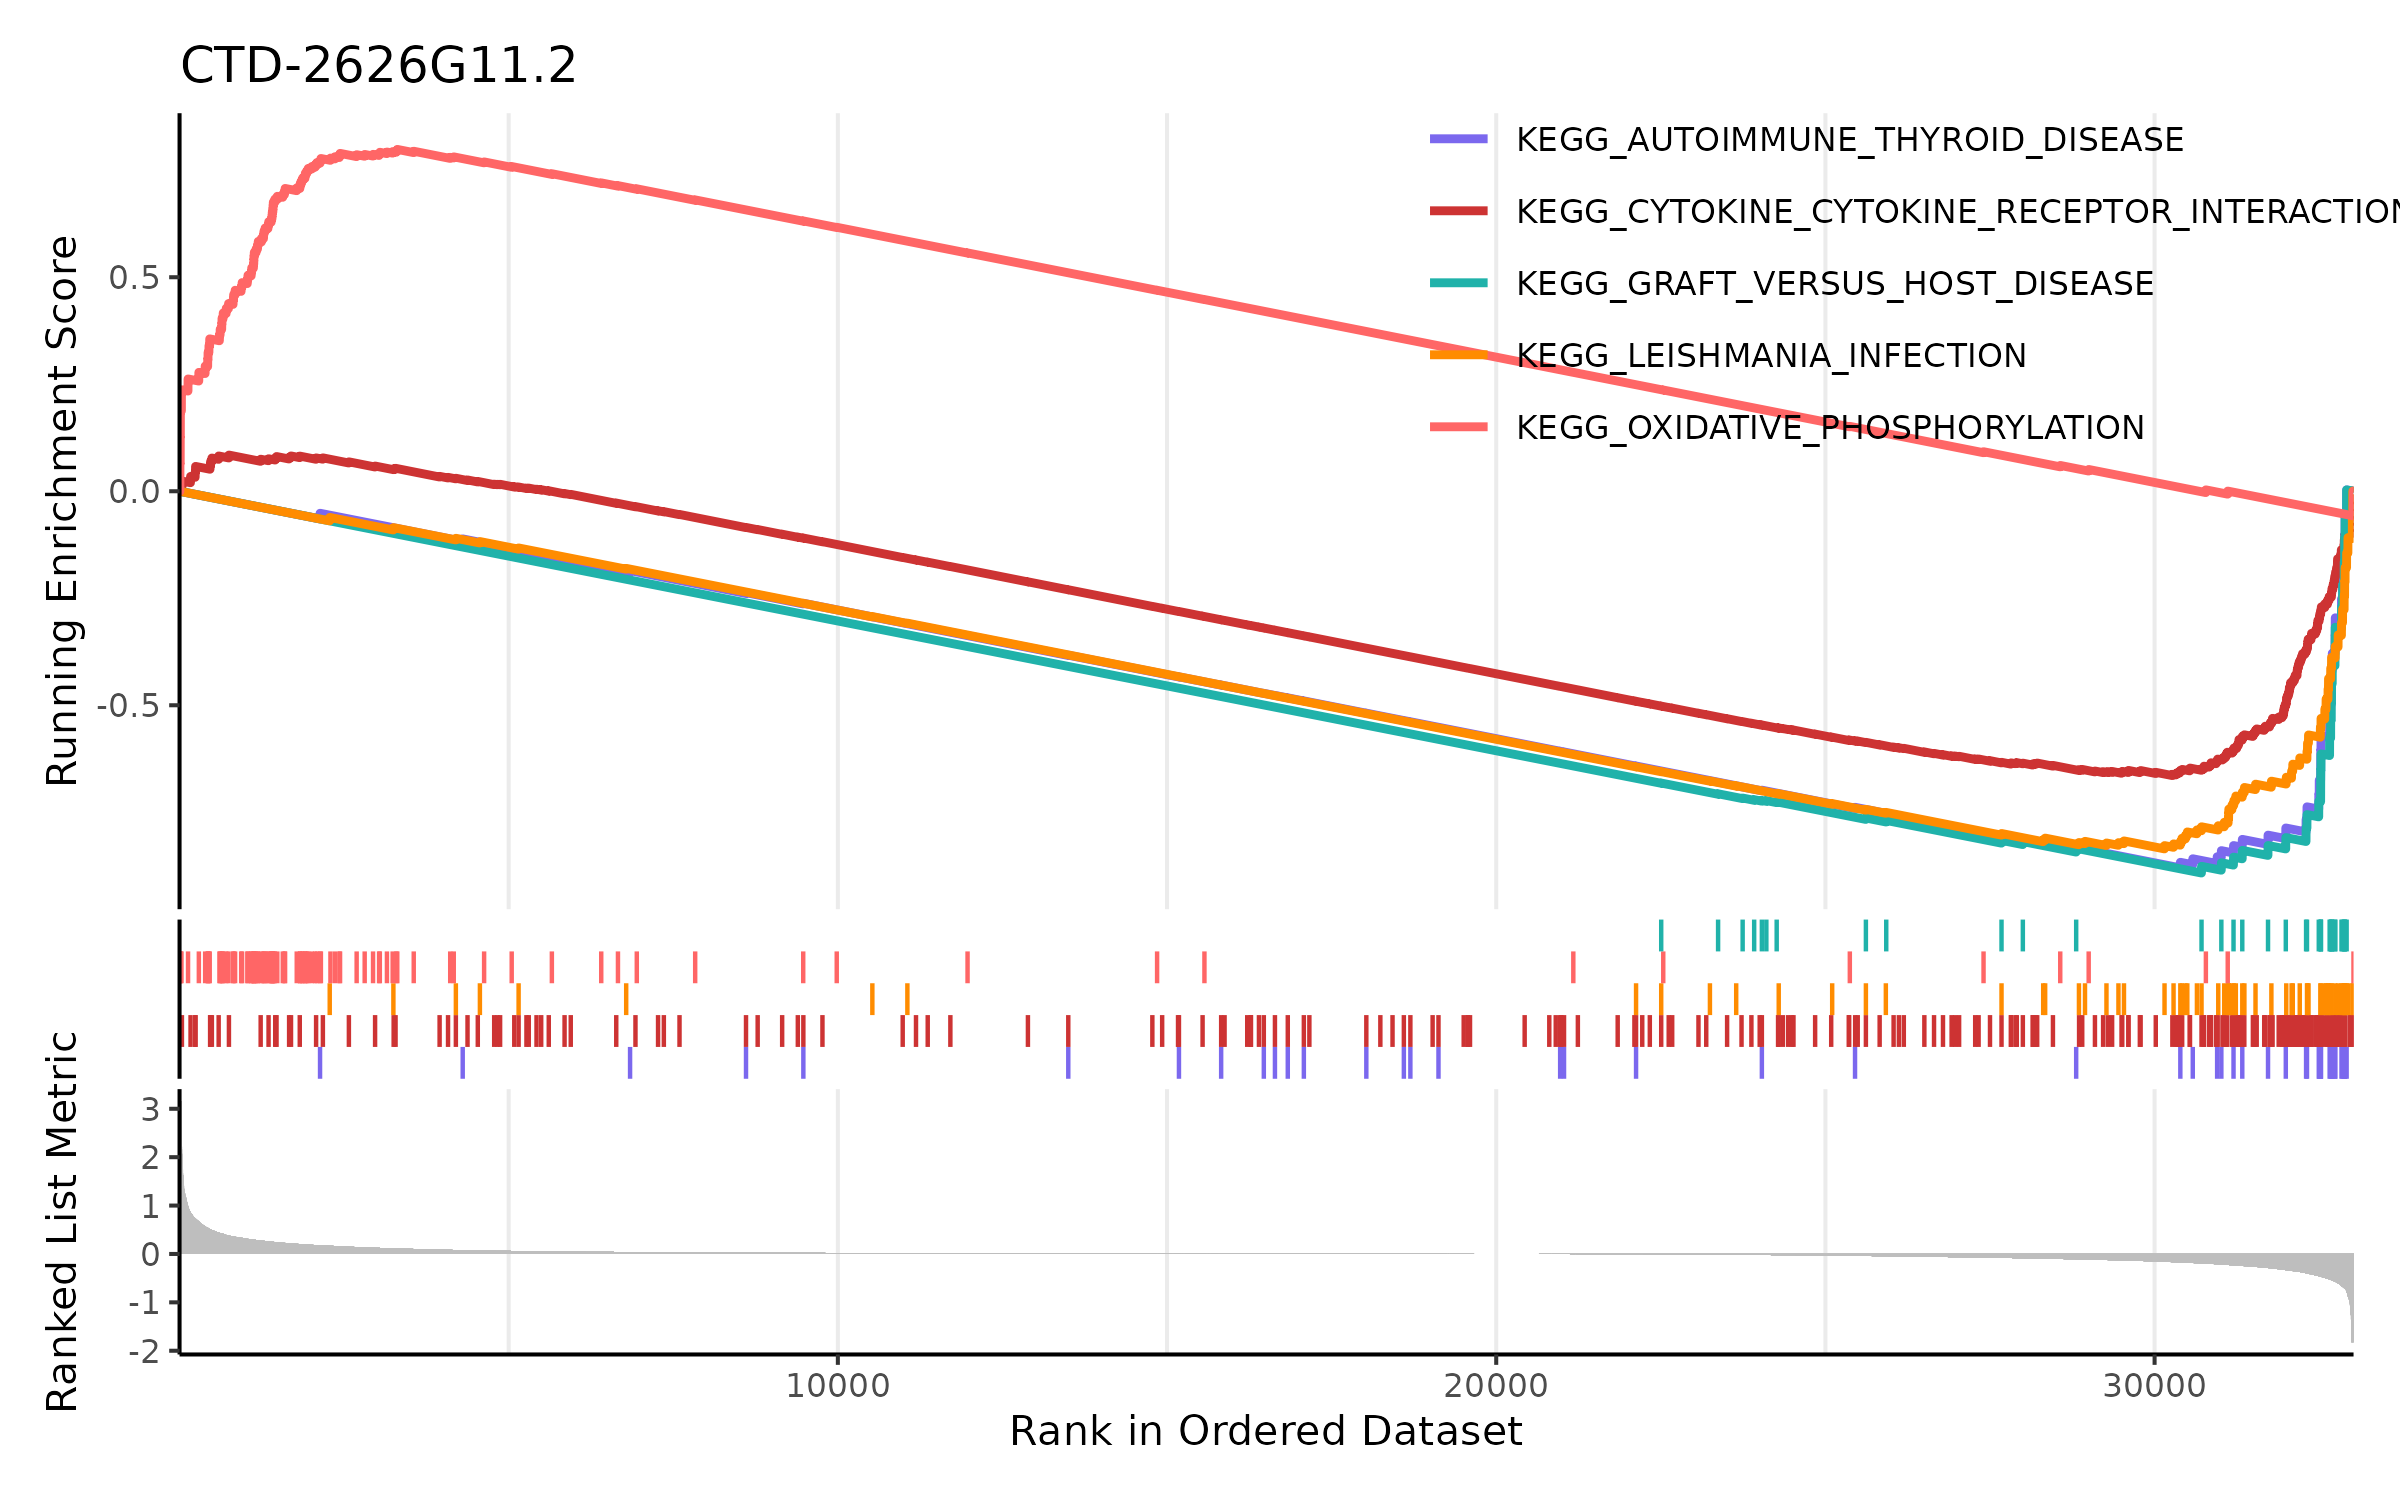 CTD-2626G11.2
KEGG_AUTOIMMUNE_THYROID_DISEASE
KEGG_CYTOKINE_CYTOKINE_RECEPTOR_INTERACTION
KEGG_GRAFT_VERSUS_HOST_DISEASE
KEGG_LEISHMANIA_INFECTION
KEGG_OXIDATIVE_PHOSPHORYLATION
Running Enrichment Score
0.5
0.0
-0.5
Ranked List Metric
3
2
1
0
-1
-2
10000
20000
30000
Rank in Ordered Dataset